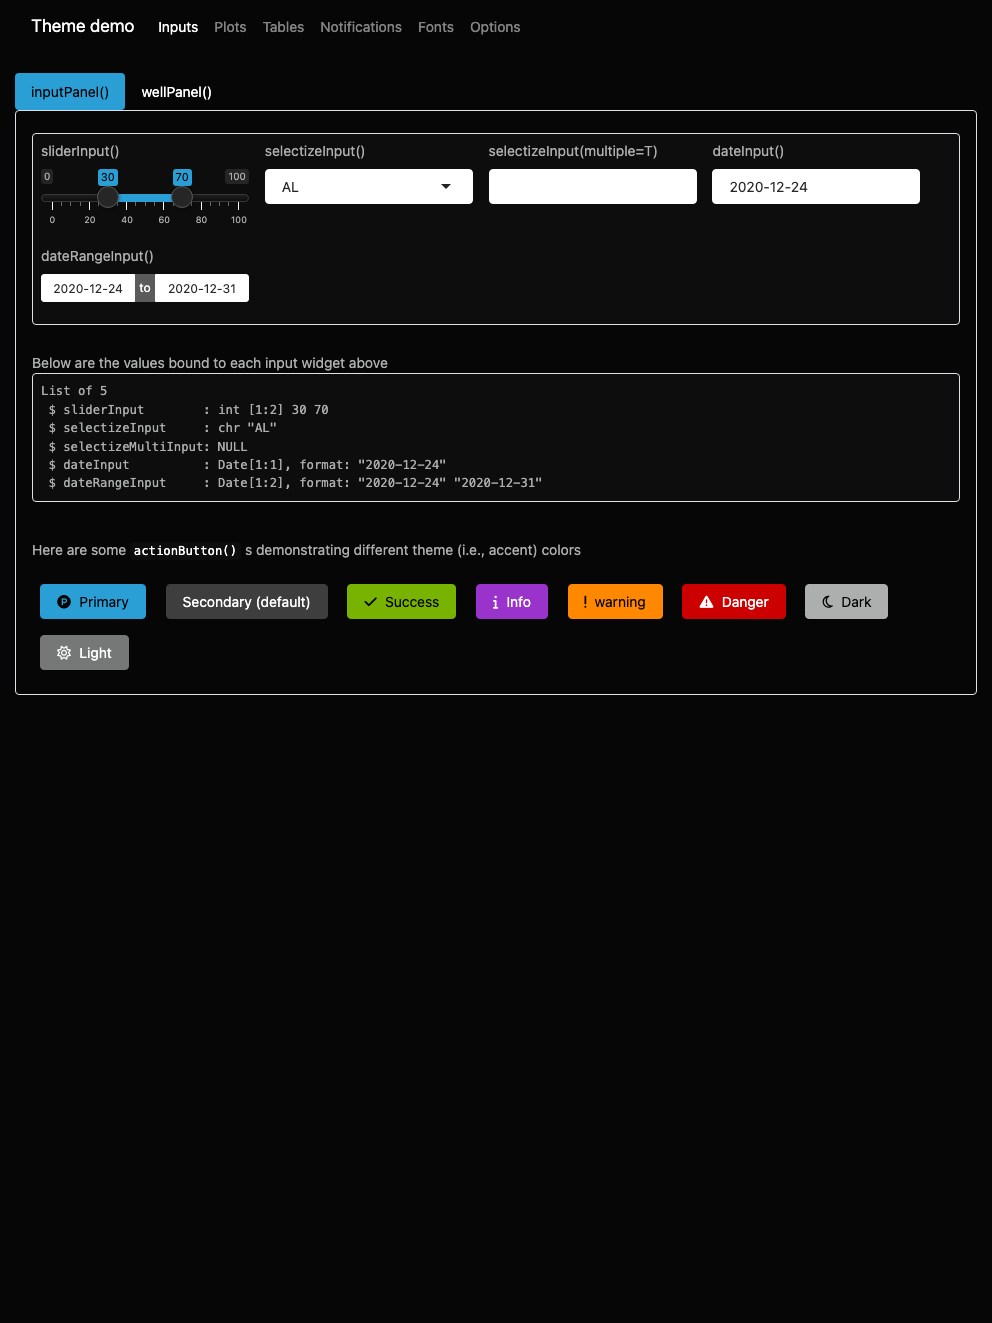 Theme demo Inputs Plots Tables Notifications Fonts Options
inputPanel() wellPanel()
sliderInput() selectizeInput() selectizeInput(multiple=T) dateInput()
0 30 70 100
AL 2020-12-24
0 20 40 60 80 100
dateRangeInput()
2020-12-24 to 2020-12-31
Below are the values bound to each input widget above
List of 5
 $ sliderInput        : int [1:2] 30 70
 $ selectizeInput     : chr "AL"
 $ selectizeMultiInput: NULL
 $ dateInput          : Date[1:1], format: "2020-12-24"
 $ dateRangeInput     : Date[1:2], format: "2020-12-24" "2020-12-31"
Here are some actionButton() s demonstrating different theme (i.e., accent) colors
Primary Secondary (default) Success Info warning Danger Dark
Light